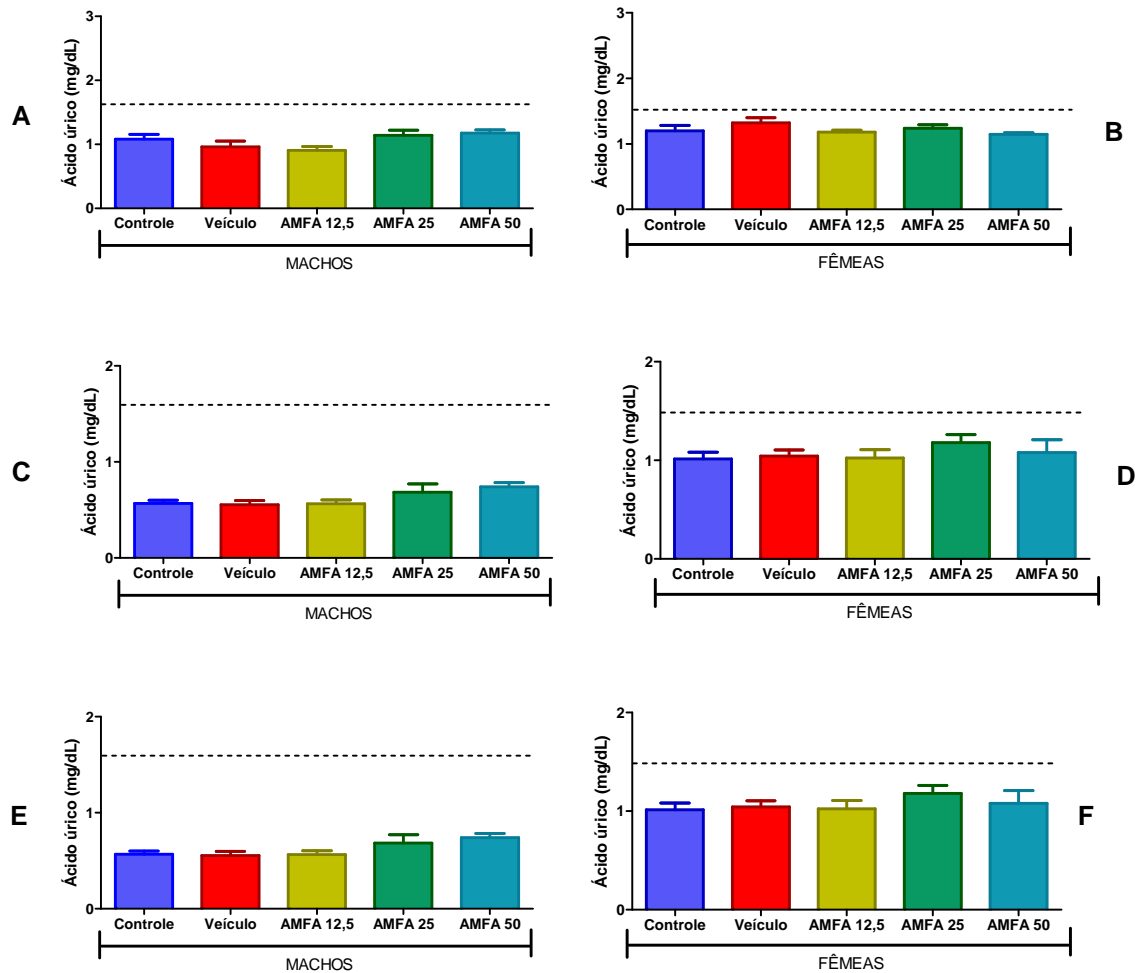 A
Ácido úrico (mg/dL)
3
2
1
0
Controle Veículo AMFA 12,5 AMFA 25 AMFA 50
MACHOS
B
Ácido úrico (mg/dL)
3
2
1
0
Controle Veículo AMFA 12,5 AMFA 25 AMFA 50
FÊMEAS
C
Ácido úrico (mg/dL)
2
1
0
Controle Veículo AMFA 12,5 AMFA 25 AMFA 50
MACHOS
D
Ácido úrico (mg/dL)
2
1
0
Controle Veículo AMFA 12,5 AMFA 25 AMFA 50
FÊMEAS
E
Ácido úrico (mg/dL)
2
1
0
Controle Veículo AMFA 12,5 AMFA 25 AMFA 50
MACHOS
F
Ácido úrico (mg/dL)
2
1
0
Controle Veículo AMFA 12,5 AMFA 25 AMFA 50
FÊMEAS